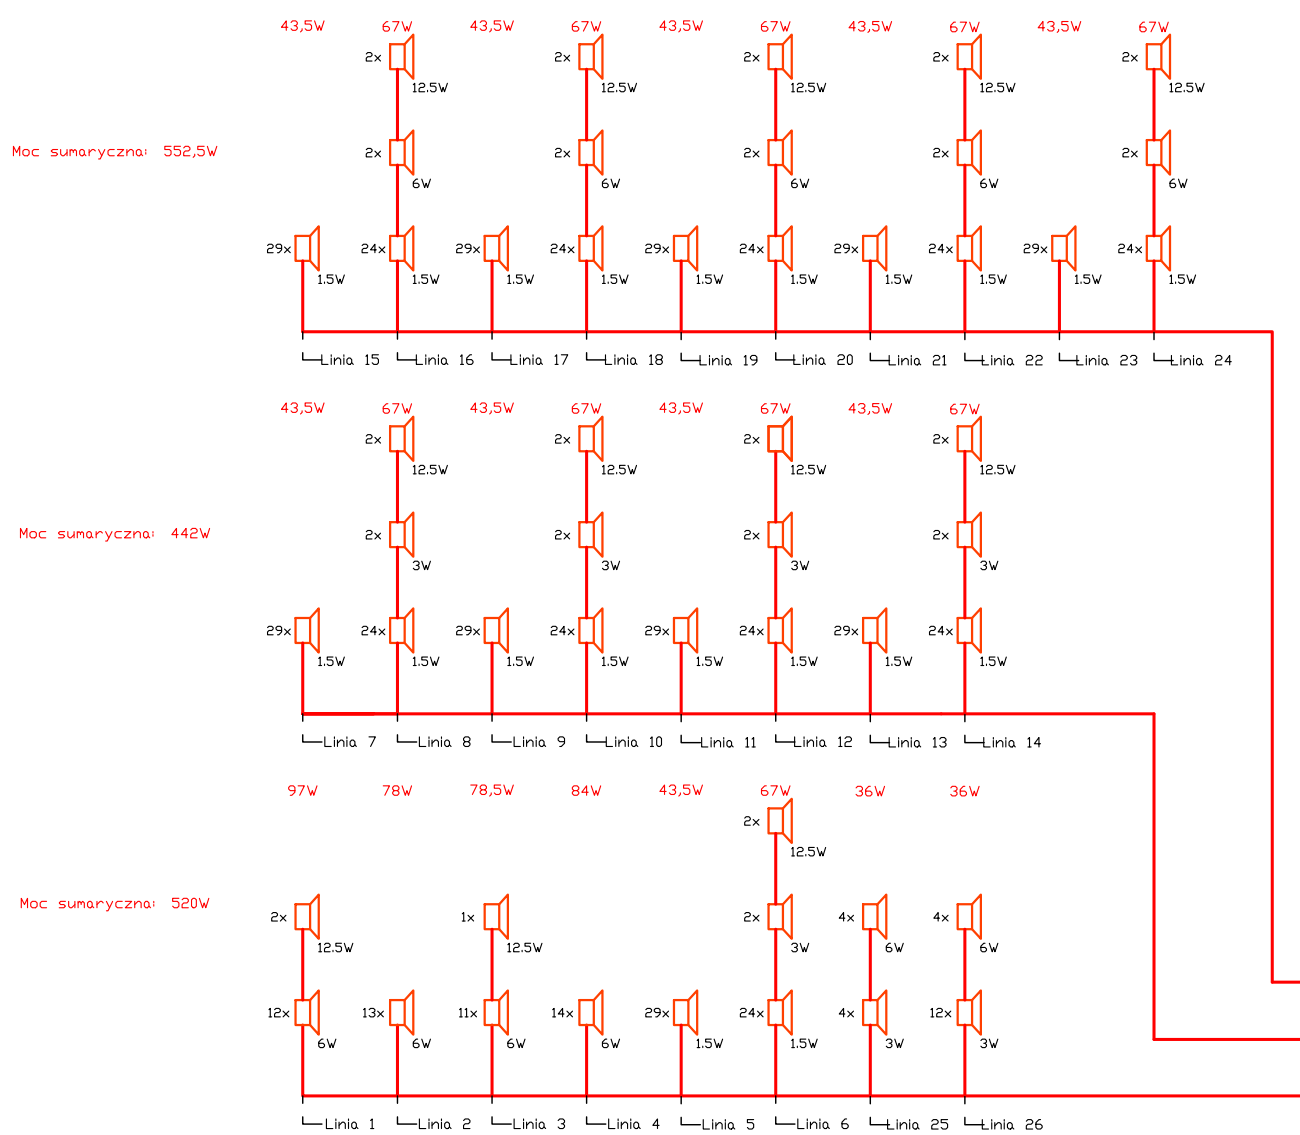 43,5W 67W 43,5W 67W 43,5W 67W 43,5W 67W 43,5W 67W
2x 2x 2x 2x 2x
12.5W 12.5W 12.5W 12.5W 12.5W
Moc sumaryczna: 552,5W
2x 2x 2x 2x 2x
6W 6W 6W 6W 6W
29x 24x 29x 24x 29x 24x 29x 24x 29x 24x
1.5W 1.5W 1.5W 1.5W 1.5W 1.5W 1.5W 1.5W 1.5W 1.5W
Linia 15 Linia 16 Linia 17 Linia 18 Linia 19 Linia 20 Linia 21 Linia 22 Linia 23 Linia 24
43,5W 67W 43,5W 67W 43,5W 67W 43,5W 67W
2x 2x 2x 2x
12.5W 12.5W 12.5W 12.5W
Moc sumaryczna: 442W
2x 2x 2x 2x
3W 3W 3W 3W
29x 24x 29x 24x 29x 24x 29x 24x
1.5W 1.5W 1.5W 1.5W 1.5W 1.5W 1.5W 1.5W
Linia 7 Linia 8 Linia 9 Linia 10 Linia 11 Linia 12 Linia 13 Linia 14
97W 78W 78,5W 84W 43,5W 67W 36W 36W
2x
12.5W
Moc sumaryczna: 520W
2x 1x 2x 4x 4x
12.5W 12.5W 3W 6W 6W
12x 13x 11x 14x 29x 24x 4x 12x
6W 6W 6W 6W 1.5W 1.5W 3W 3W
Linia 1 Linia 2 Linia 3 Linia 4 Linia 5 Linia 6 Linia 25 Linia 26